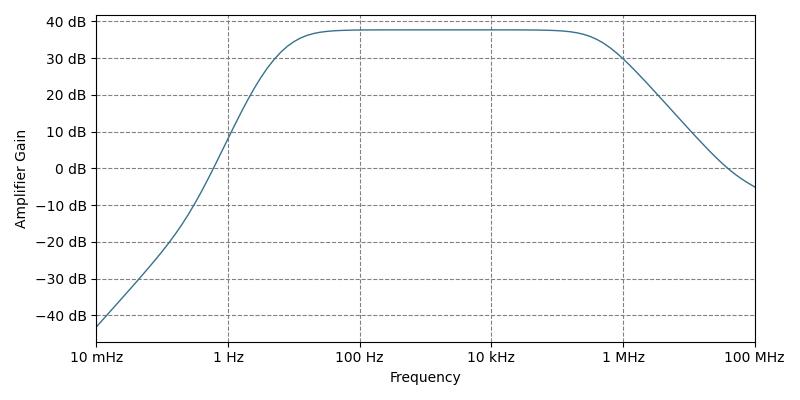 40 dB
30 dB
20 dB
10 dB
0 dB
−10 dB
−20 dB
−30 dB
−40 dB
Amplifier Gain
10 mHz 1 Hz 100 Hz 10 kHz 1 MHz 100 MHz
Frequency